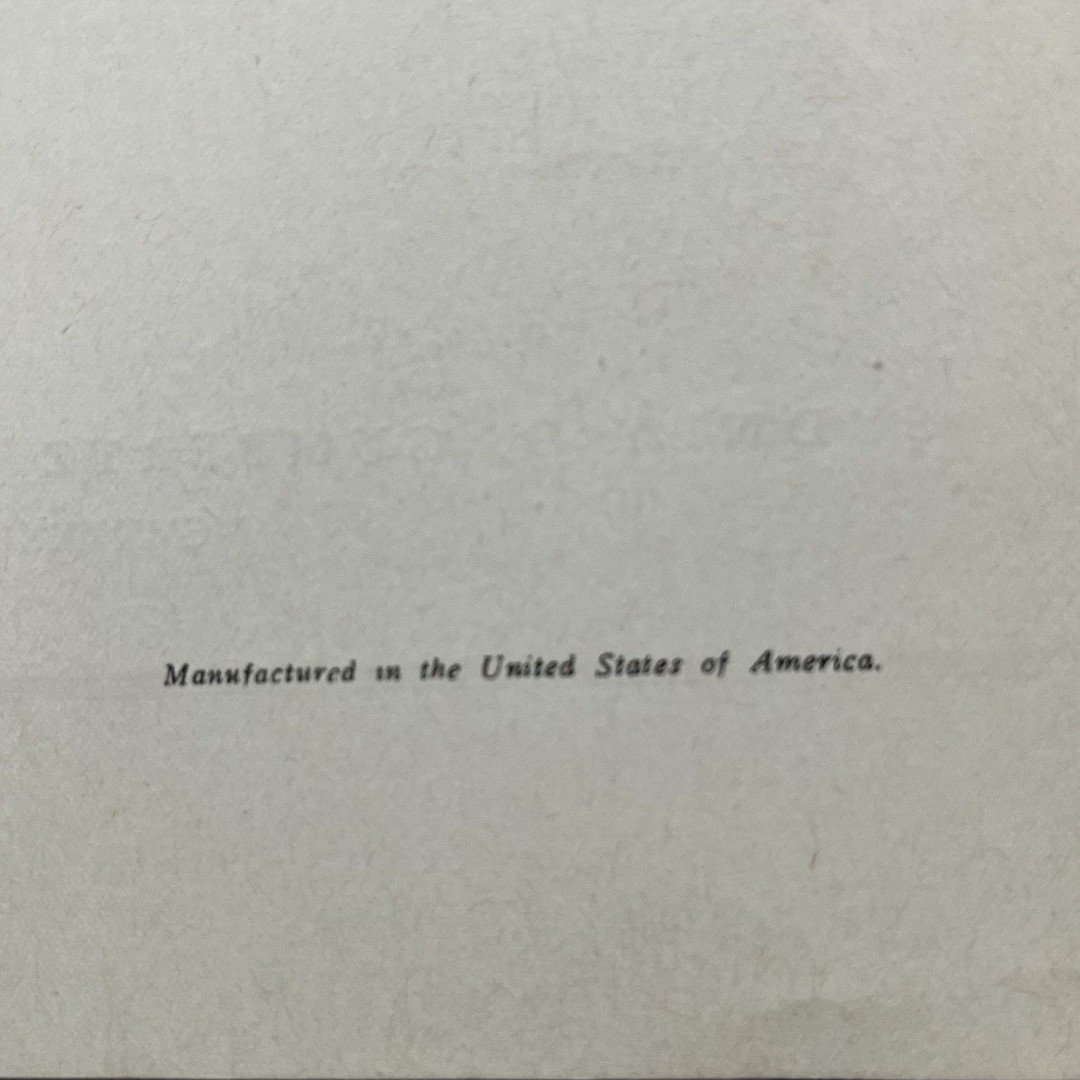 Manufactured in the United States of America.